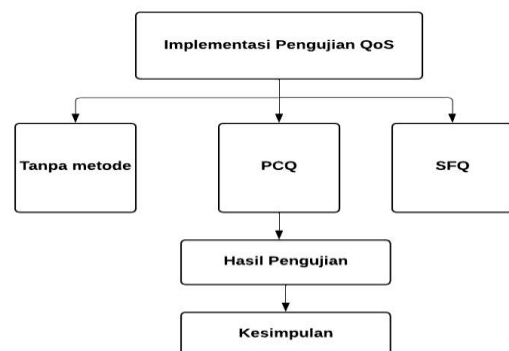 Implementasi Pengujian QoS
Tanpa metode
PCQ
SFQ
Hasil Pengujian
Kesimpulan